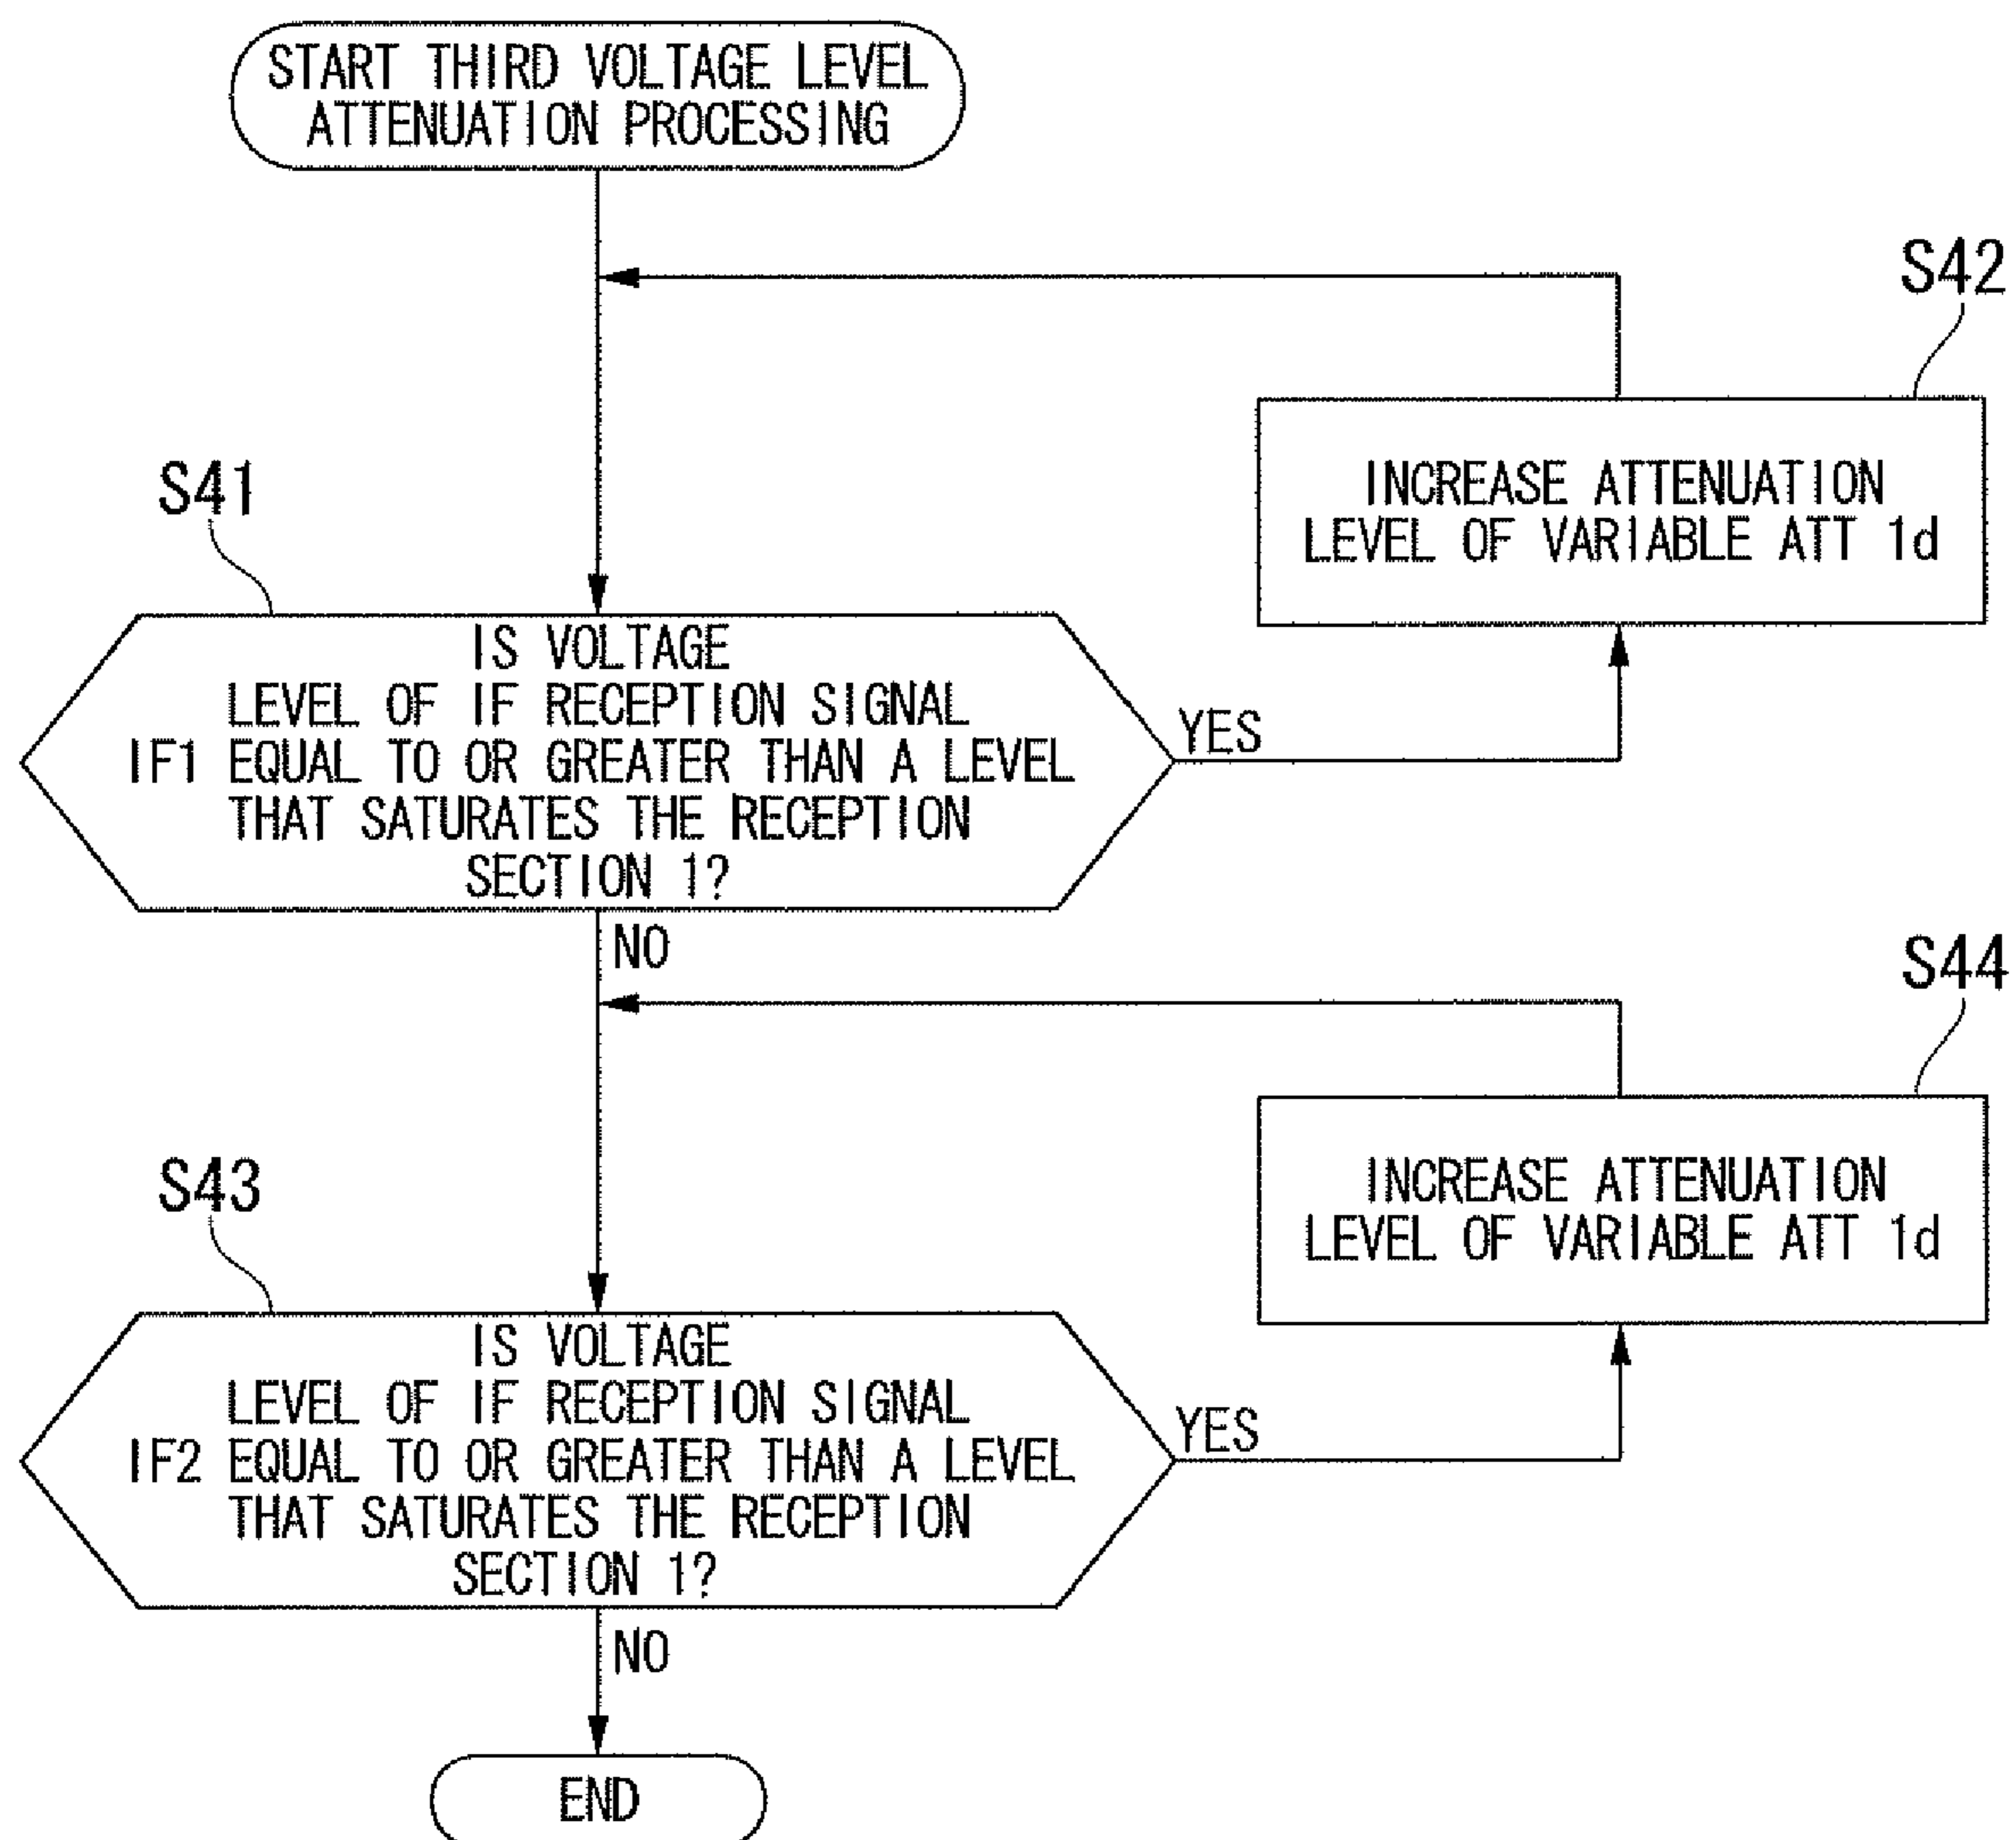 START THIRD VOLTAGE LEVEL
ATTENUATION PROCESSING
S42
INCREASE ATTENUATION
LEVEL OF VARIABLE ATT 1d
S41
IS VOLTAGE
LEVEL OF IF RECEPTION SIGNAL
IF1 EQUAL TO OR GREATER THAN A LEVEL
THAT SATURATES THE RECEPTION
SECTION 1?
YES
NO
S44
INCREASE ATTENUATION
LEVEL OF VARIABLE ATT 1d
S43
IS VOLTAGE
LEVEL OF IF RECEPTION SIGNAL
IF2 EQUAL TO OR GREATER THAN A LEVEL
THAT SATURATES THE RECEPTION
SECTION 1?
YES
NO
END